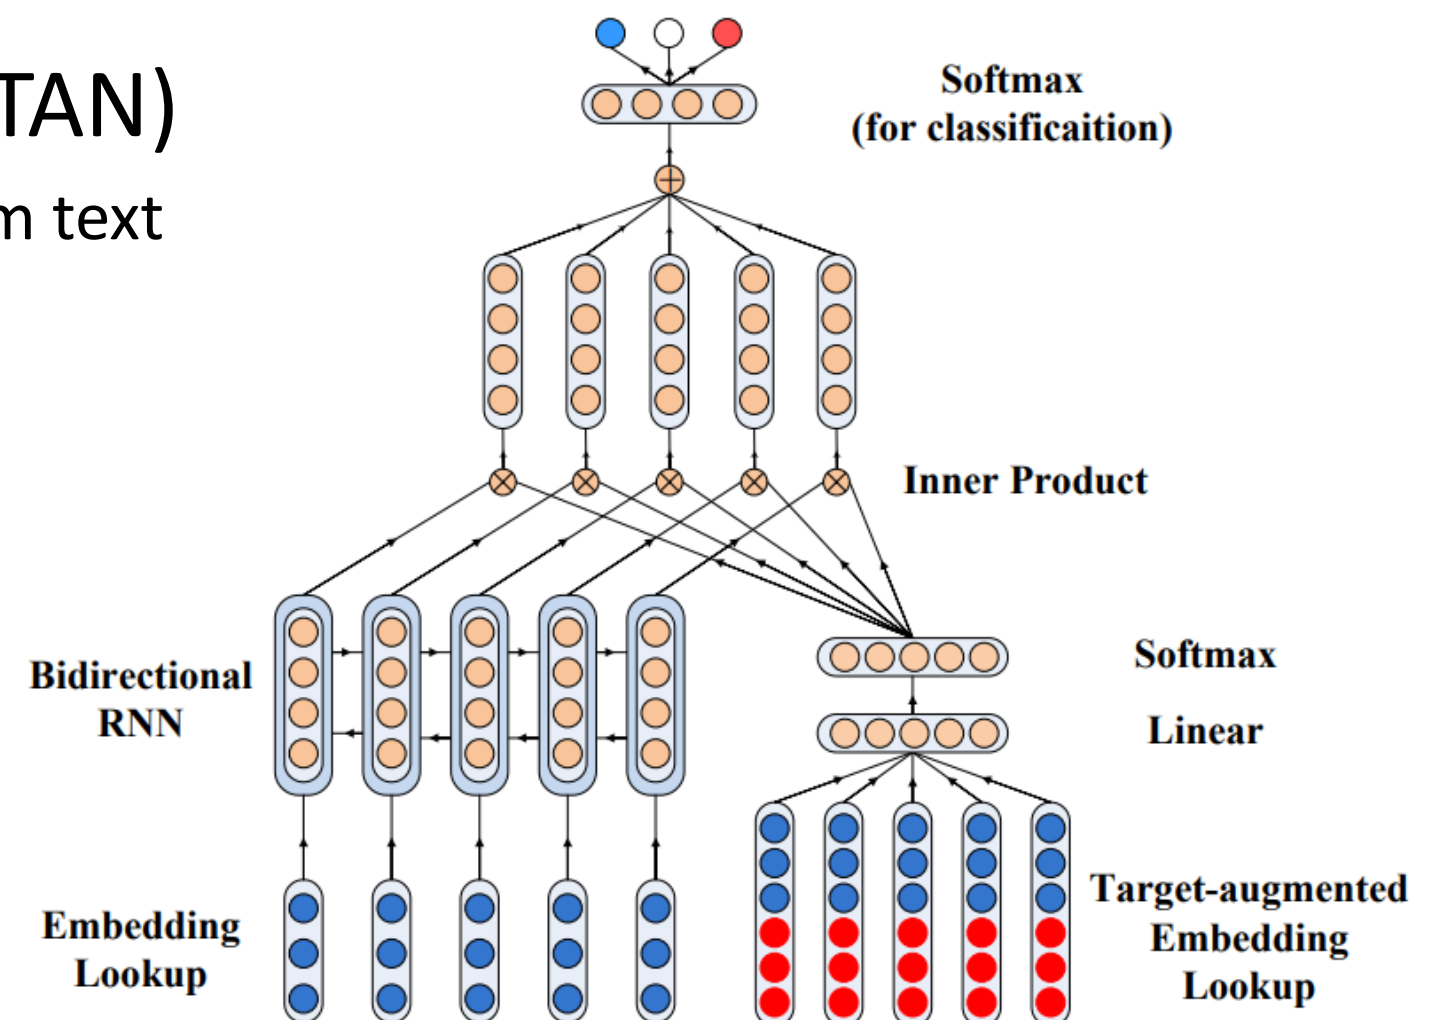 TAN)
m text
Softmax
(for classificaition)
Inner Product
Bidirectional
RNN
Softmax
Linear
Embedding
Lookup
Target-augmented
Embedding
Lookup